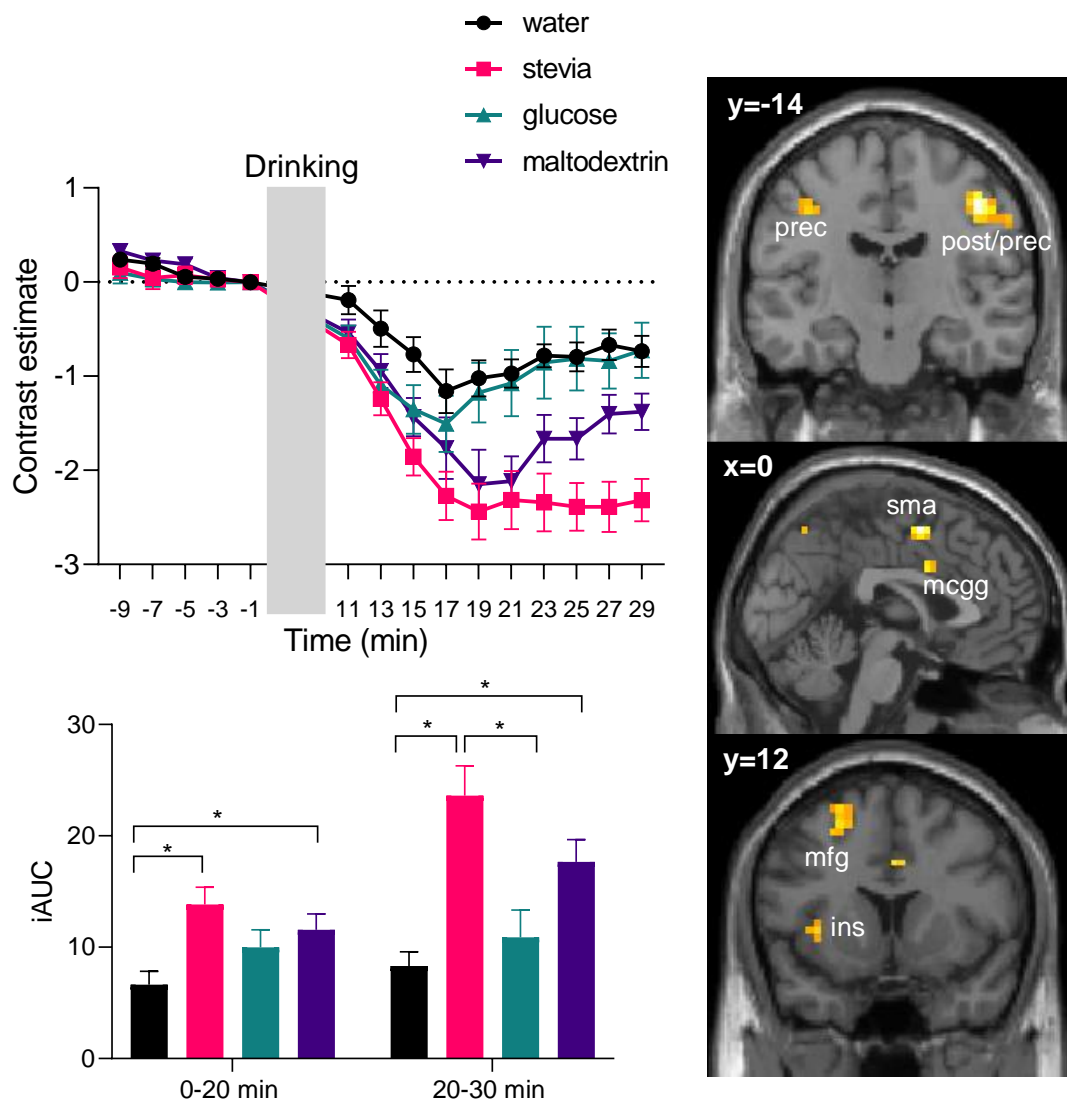 water
stevia
glucose
maltodextrin
Drinking
1
0
-1
-2
-3
Contrast estimate
-9 -7 -5 -3 -1 11 13 15 17 19 21 23 25 27 29
Time (min)
30
20
10
0
iAUC
* * * * *
0-20 min 20-30 min
y=-14
prec
post/prec
x=0
sma
mcgg
y=12
mfg
ins